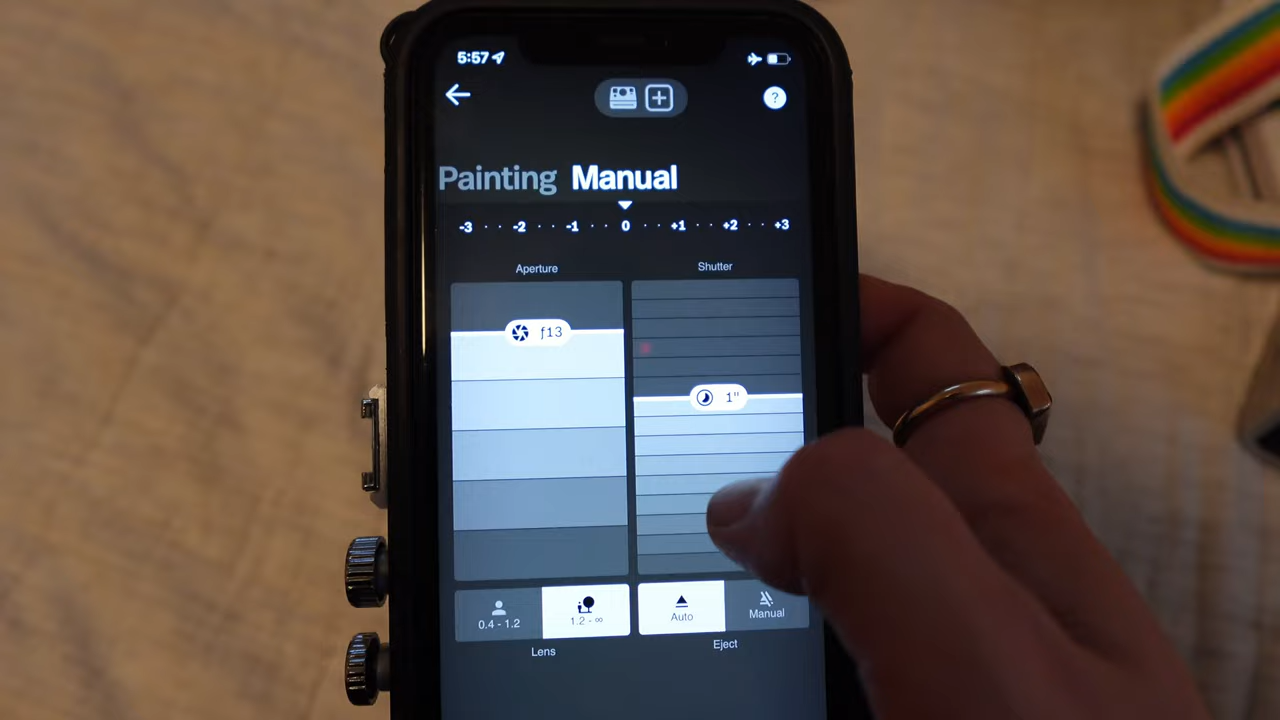 5:57
?
Painting Manual
-3 · · -2 · · -1 · · 0 · · +1 · · +2 · · +3
Aperture Shutter
ƒ13
1"
0.4 - 1.2 1.2 - ∞ Auto Manual
Lens Eject